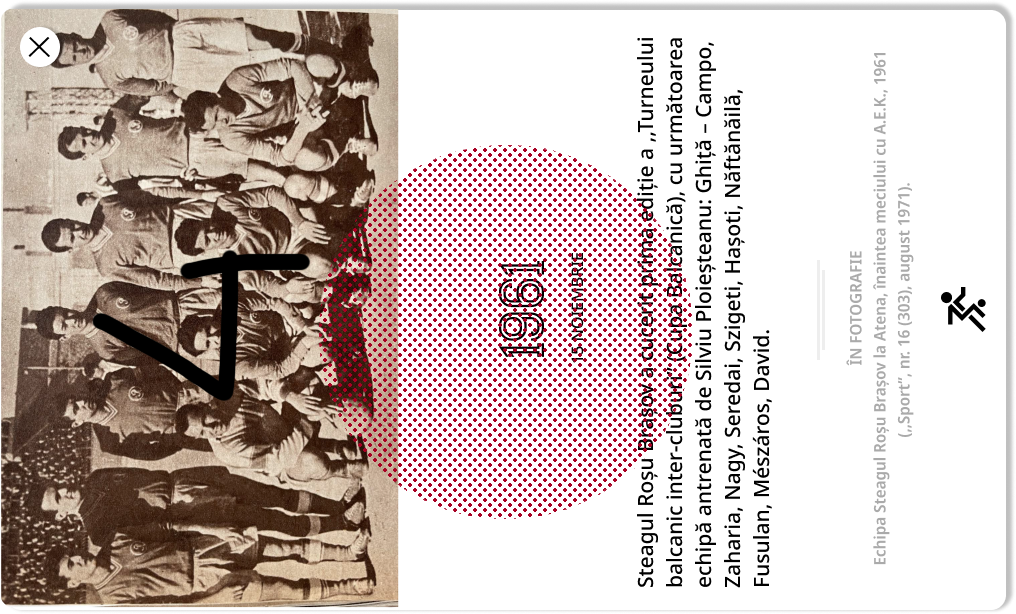 4
1961
15 NOIEMBRIE
Steagul Roșu Brașov a cucerit prima ediție a ,,Turneului
balcanic inter-cluburi” (Cupa Balcanică), cu următoarea
echipă antrenată de Silviu Ploieșteanu: Ghiță – Campo,
Zaharia, Nagy, Seredai, Szigeti, Hașoti, Năftănăilă,
Fusulan, Mészáros, David.
ÎN FOTOGRAFIE
Echipa Steagul Roșu Brașov la Atena, înaintea meciului cu A.E.K., 1961
(,,Sport”, nr. 16 (303), august 1971).